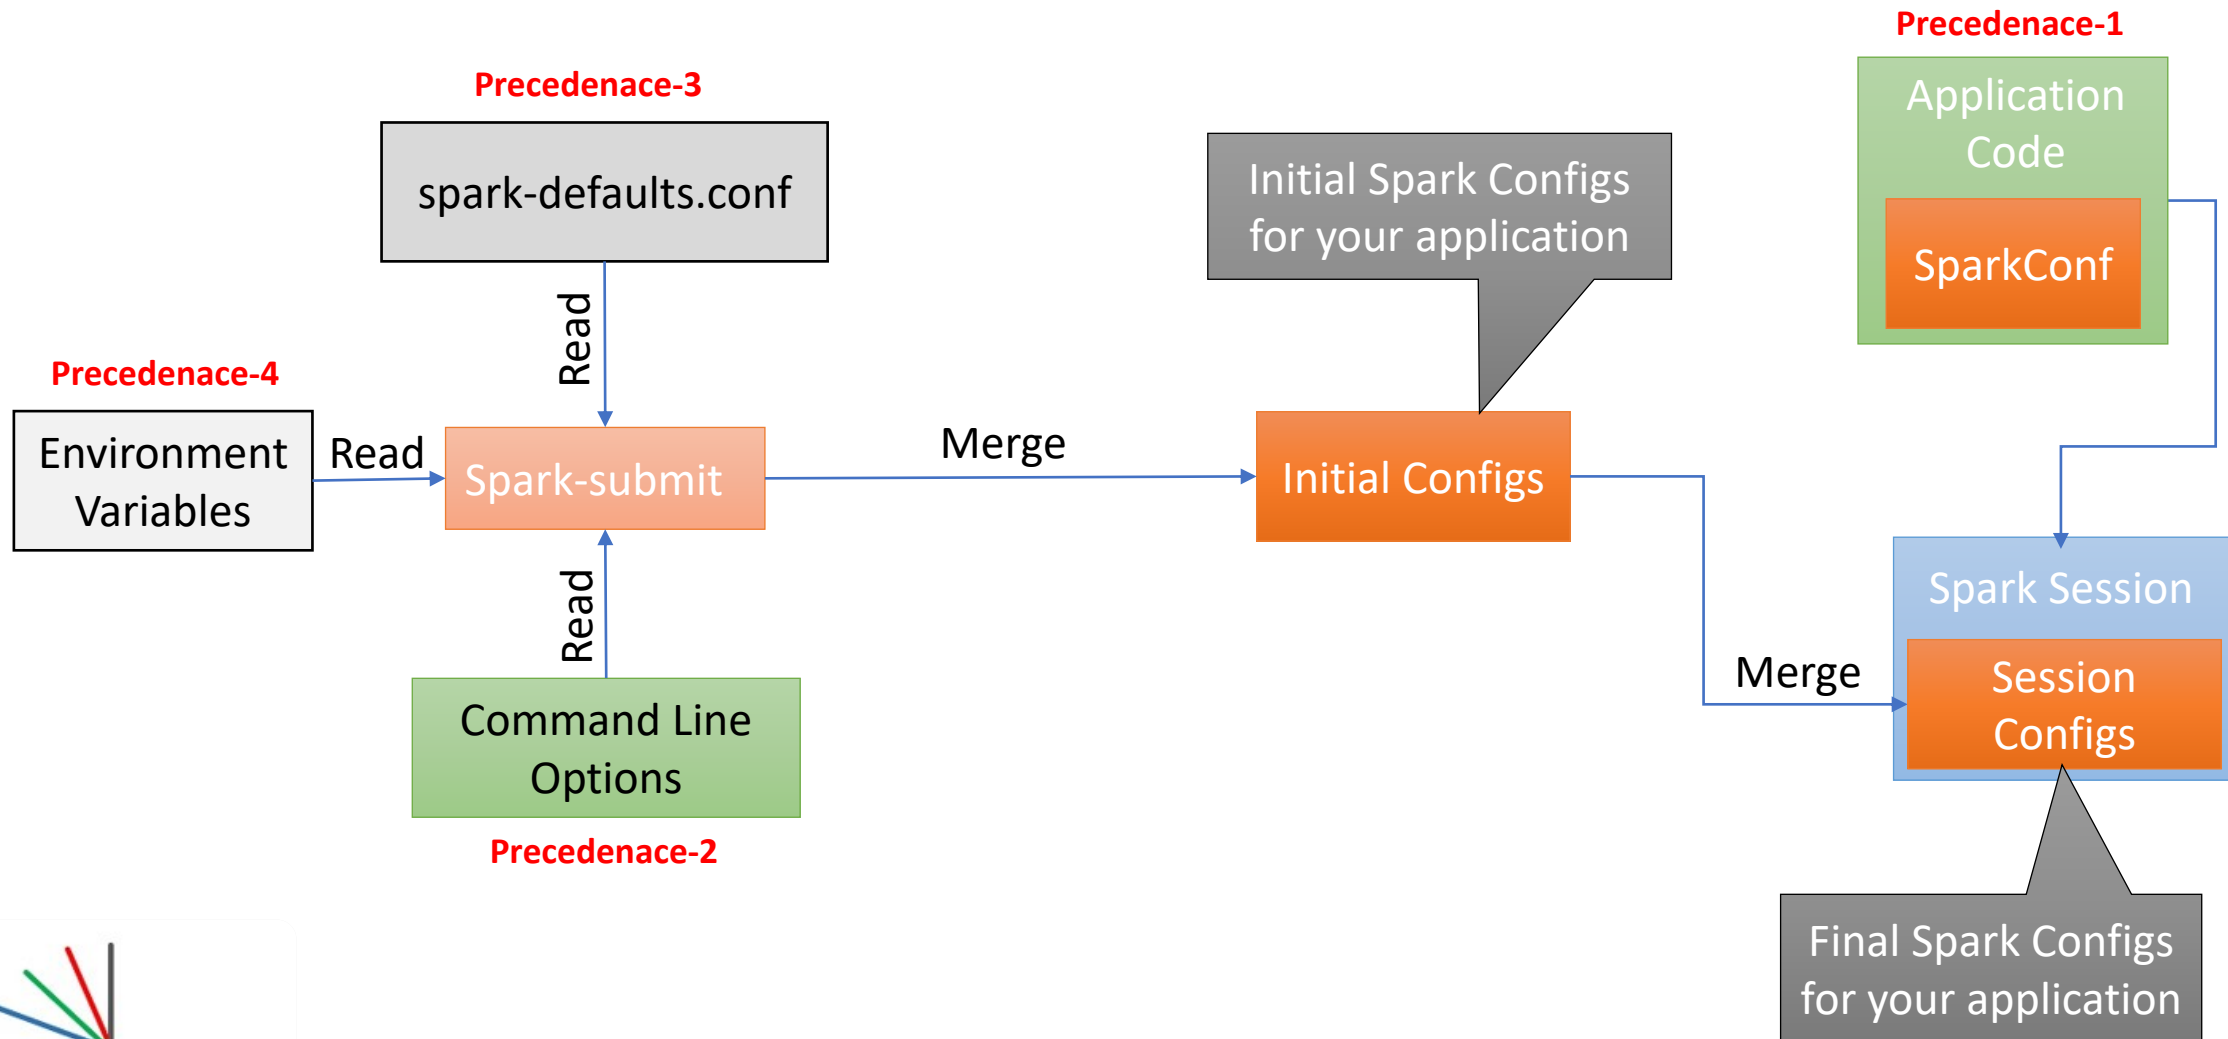 Precedenace-1
Application
Code
SparkConf
Precedenace-3
spark-defaults.conf
Initial Spark Configs
for your application
Read
Precedenace-4
Environment
Variables
Read
Spark-submit
Merge
Initial Configs
Read
Command Line
Options
Precedenace-2
Spark Session
Merge
Session
Configs
Final Spark Configs
for your application